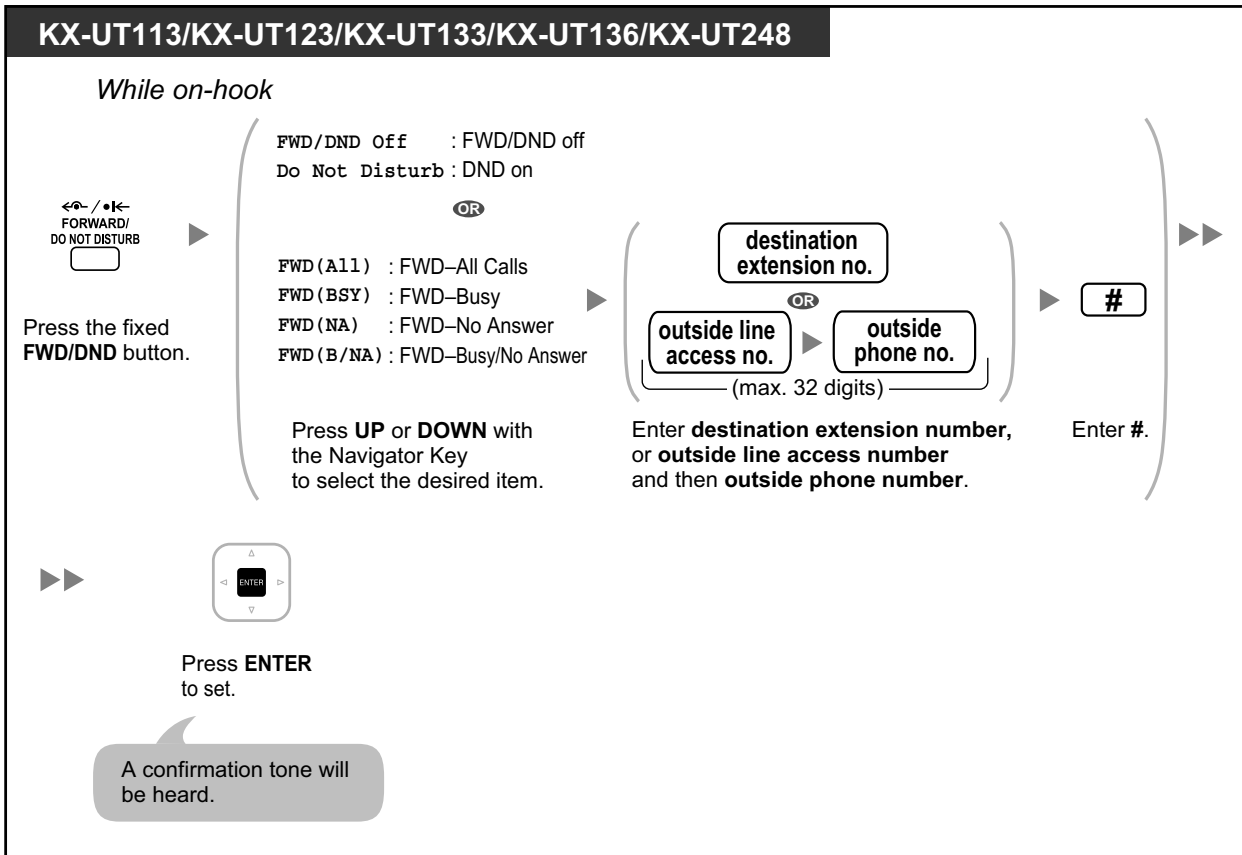 KX-UT113/KX-UT123/KX-UT133/KX-UT136/KX-UT248
While on-hook
FORWARD/
DO NOT DISTURB
Press the fixed
FWD/DND button.
FWD/DND Off : FWD/DND off
Do Not Disturb : DND on
OR
FWD(All) : FWD–All Calls
FWD(BSY) : FWD–Busy
FWD(NA) : FWD–No Answer
FWD(B/NA) : FWD–Busy/No Answer
Press UP or DOWN with
the Navigator Key
to select the desired item.
destination
extension no.
OR
outside line
access no.
outside
phone no.
(max. 32 digits)
Enter destination extension number,
or outside line access number
and then outside phone number.
#
Enter #.
ENTER
Press ENTER
to set.
A confirmation tone will
be heard.